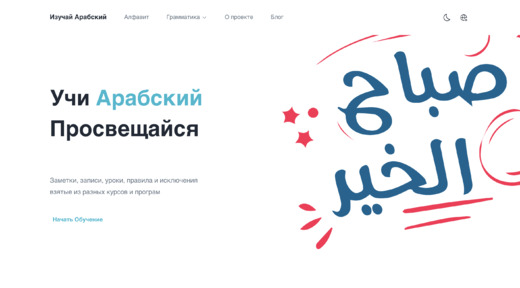 Изучай Арабский
Алфавит
Грамматика
О проекте
Блог
Учи Арабский
Просвещайся
Заметки, записи, уроки, правила и исключения
взятые из разных курсов и програм
Начать Обучение
صباح
الخير